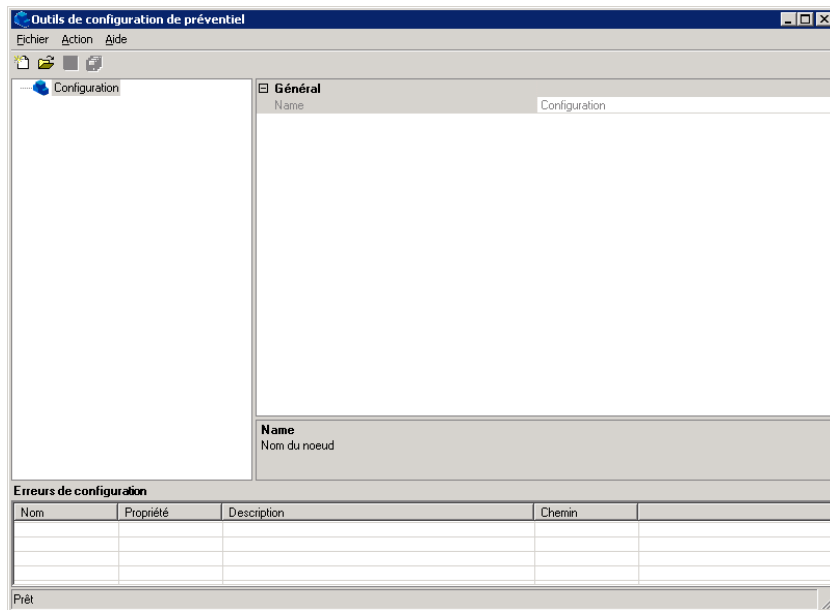 Outils de configuration de préventiel
Fichier Action Aide
Configuration
Général
Name Configuration
Name
Nom du noeud
Erreurs de configuration
Nom Propriété Description Chemin
Prêt